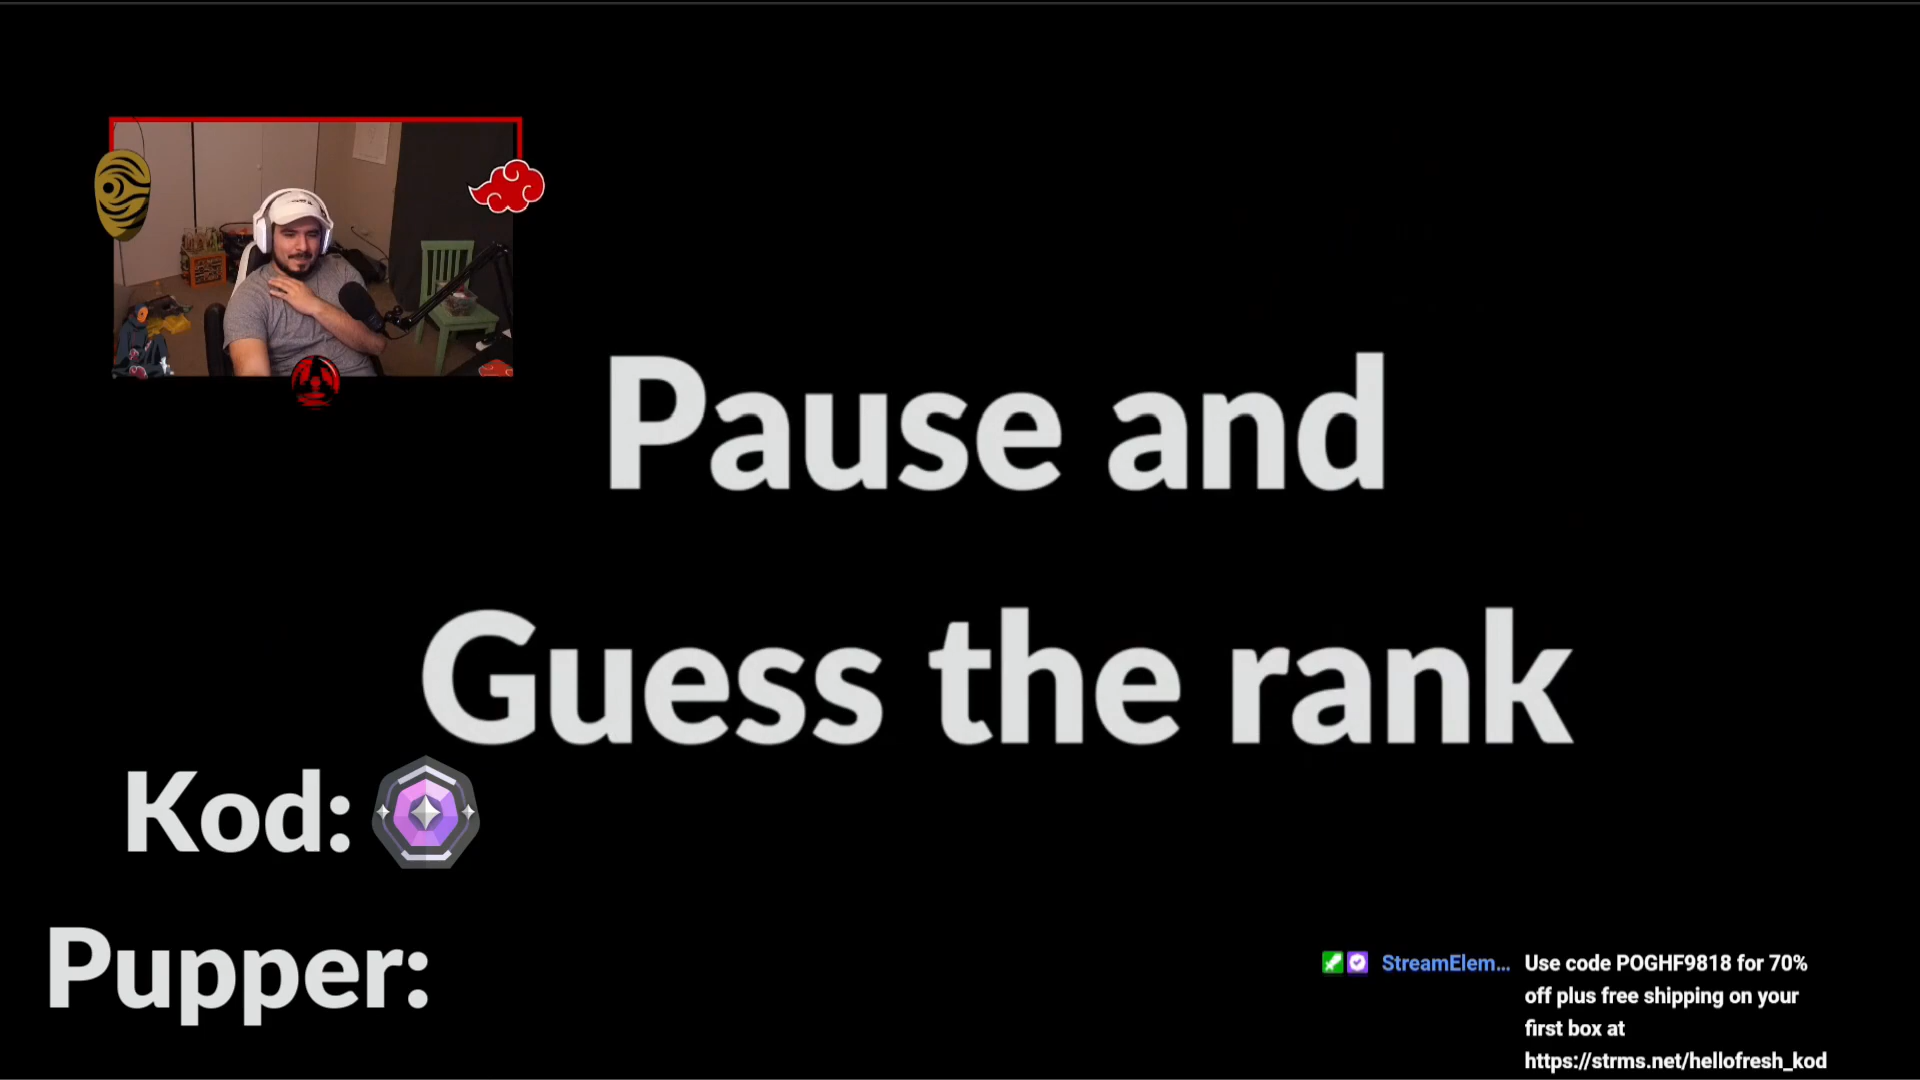 Pause and
Guess the rank
Kod:
Pupper:
StreamElem... Use code POGHF9818 for 70%
off plus free shipping on your
first box at
https://strms.net/hellofresh_kod